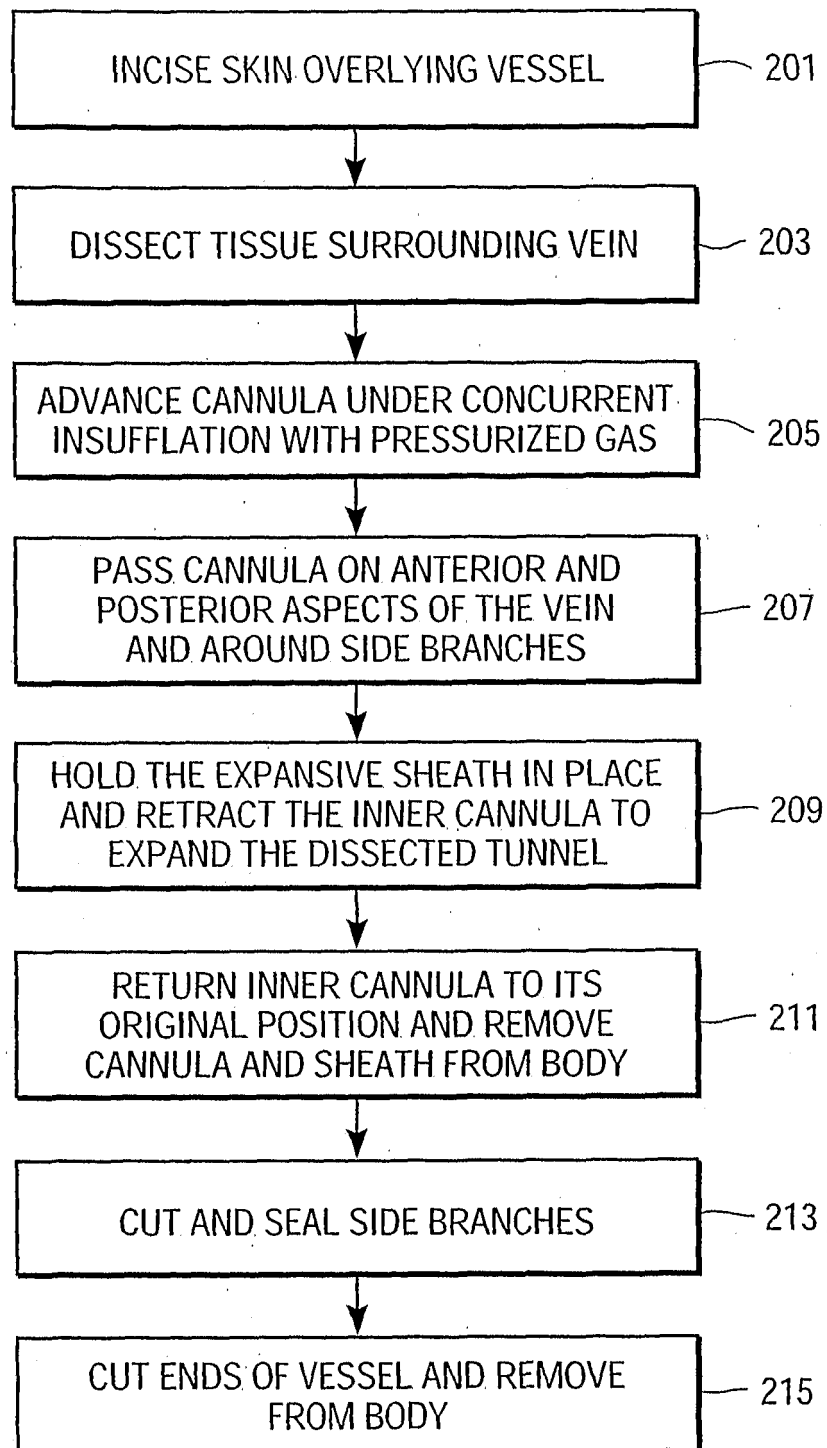 INCISE SKIN OVERLYING VESSEL
201
DISSECT TISSUE SURROUNDING VEIN
203
ADVANCE CANNULA UNDER CONCURRENT
INSUFFLATION WITH PRESSURIZED GAS
205
PASS CANNULA ON ANTERIOR AND
POSTERIOR ASPECTS OF THE VEIN
AND AROUND SIDE BRANCHES
207
HOLD THE EXPANSIVE SHEATH IN PLACE
AND RETRACT THE INNER CANNULA TO
EXPAND THE DISSECTED TUNNEL
209
RETURN INNER CANNULA TO ITS
ORIGINAL POSITION AND REMOVE
CANNULA AND SHEATH FROM BODY
211
CUT AND SEAL SIDE BRANCHES
213
CUT ENDS OF VESSEL AND REMOVE
FROM BODY
215